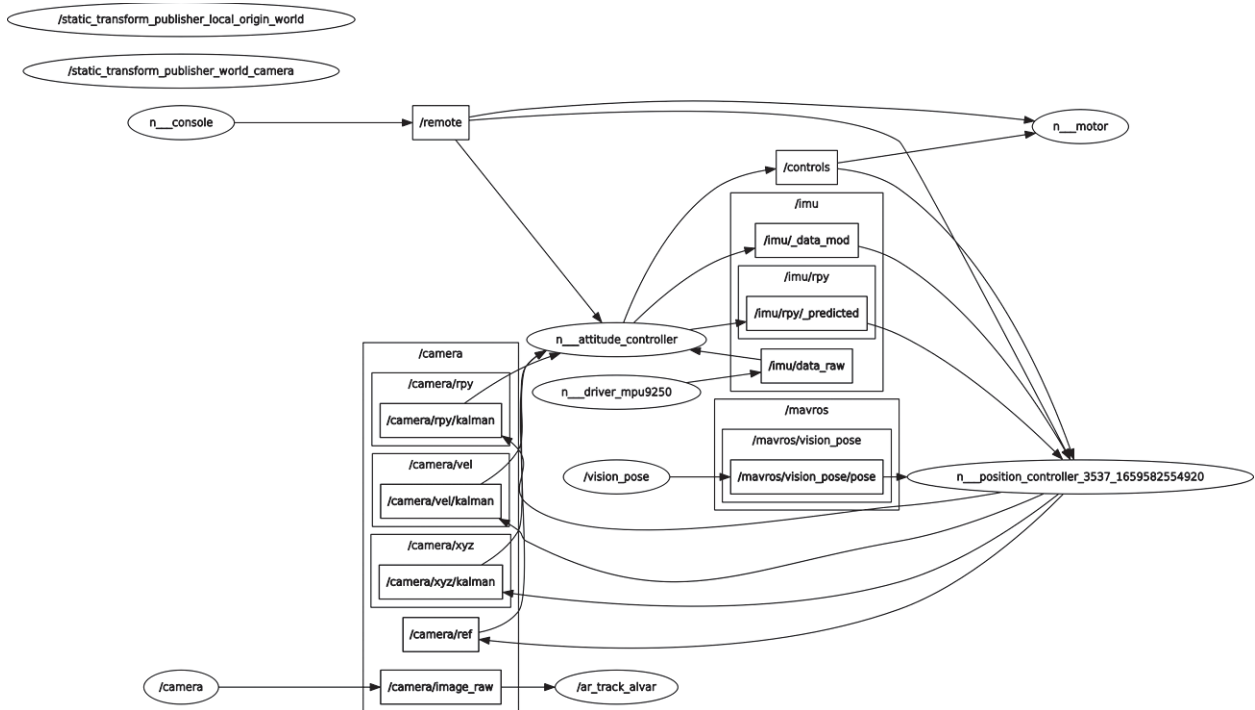 /static_transform_publisher_local_origin_world
/static_transform_publisher_world_camera
n___console
/remote
n___motor
/controls
/imu
/imu/_data_mod
/imu/rpy
/imu/rpy/_predicted
n___attitude_controller
/imu/data_raw
n___driver_mpu9250
/camera
/camera/rpy
/camera/rpy/kalman
/mavros
/mavros/vision_pose
/vision_pose
/mavros/vision_pose/pose
n___position_controller_3537_1659582554920
/camera/vel
/camera/vel/kalman
/camera/xyz
/camera/xyz/kalman
/camera/ref
/camera
/camera/image_raw
/ar_track_alvar